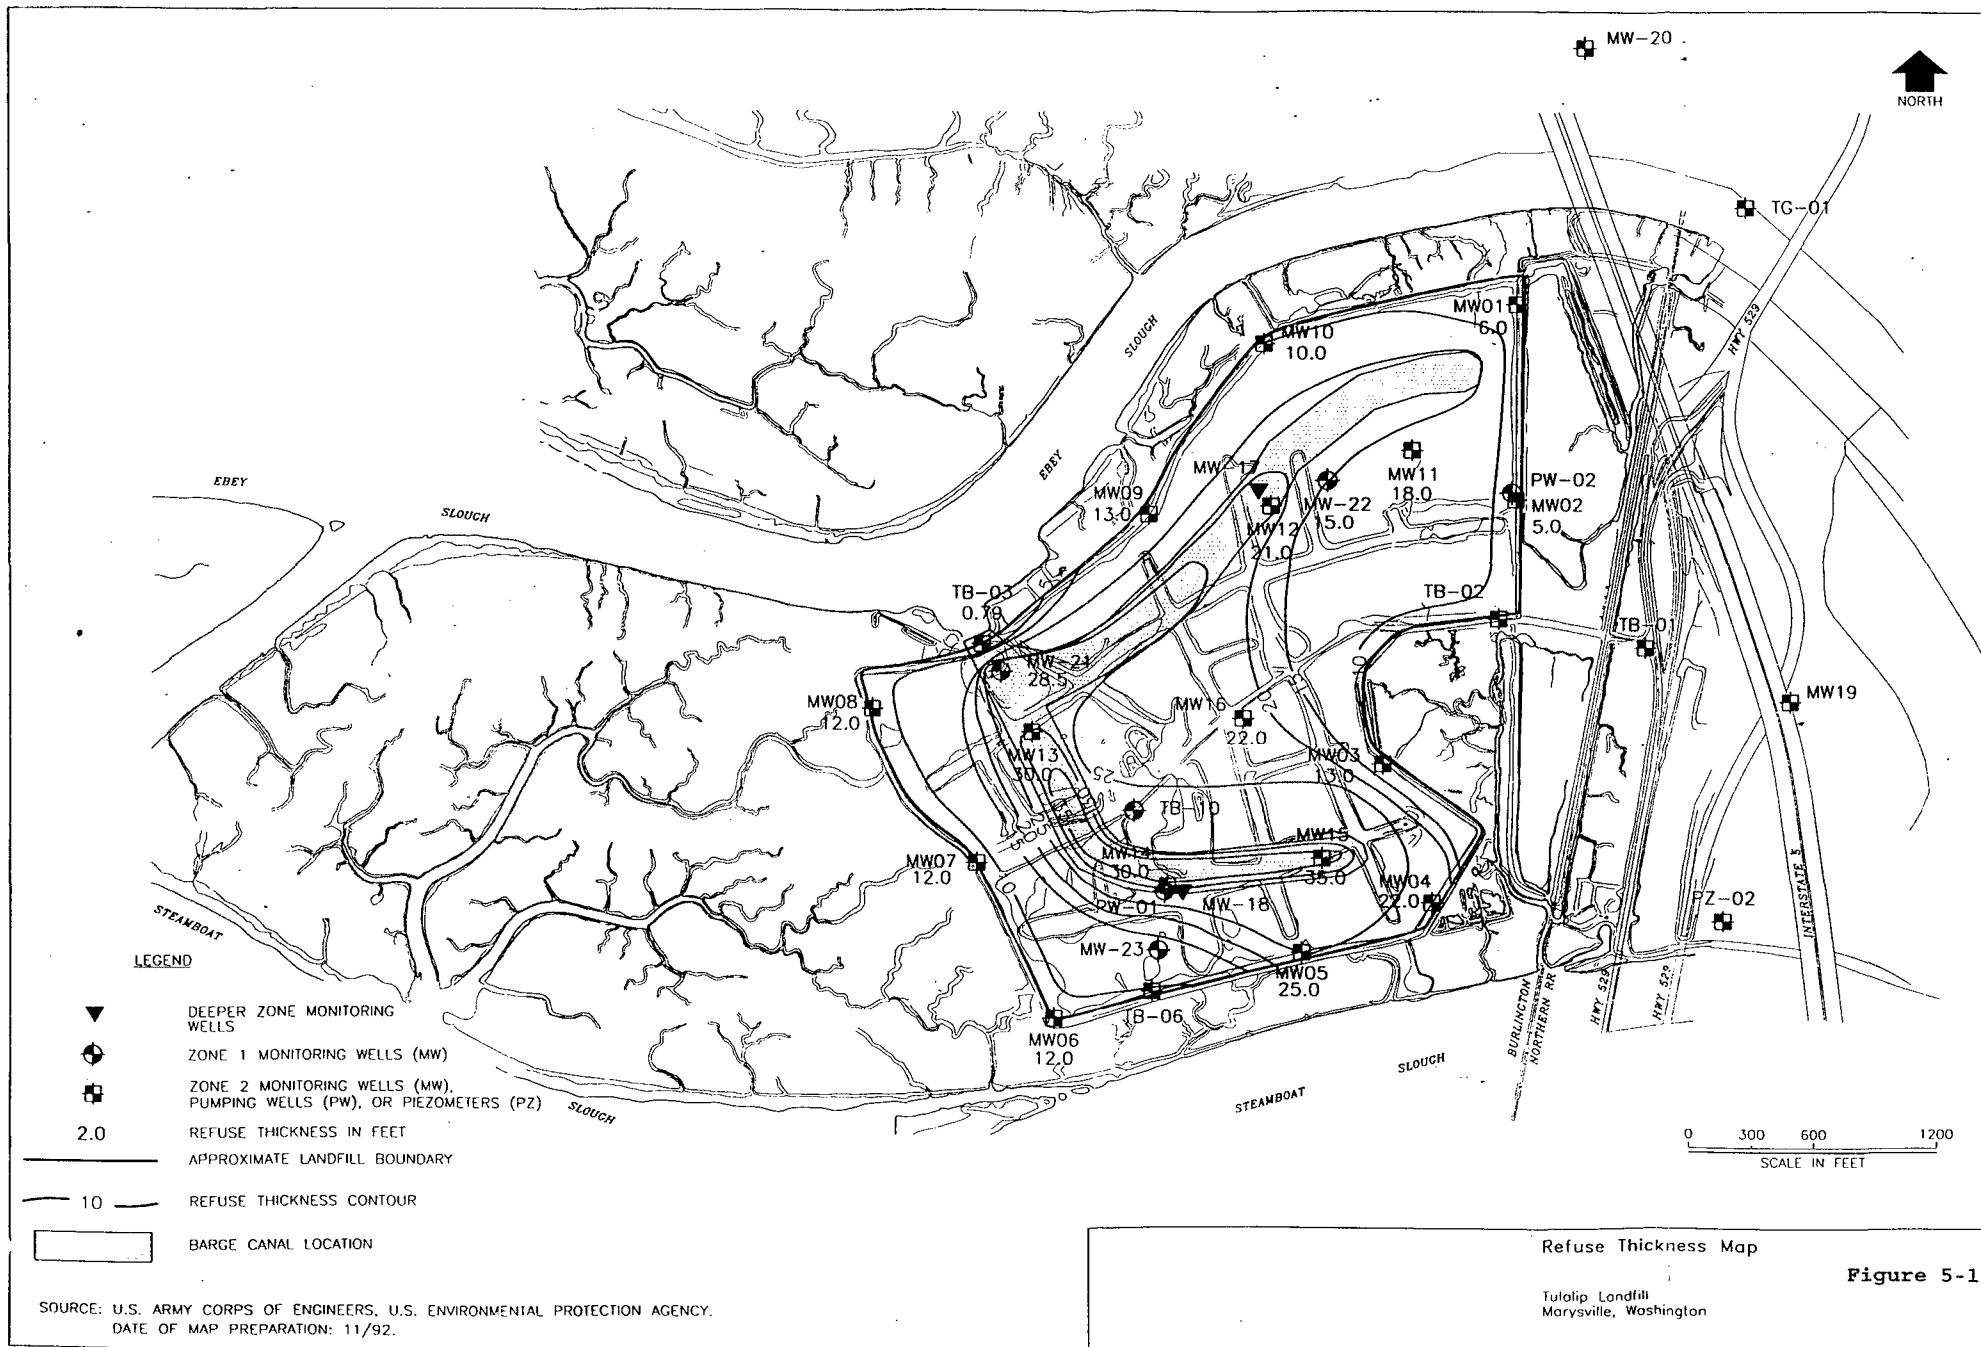 MW-20
NORTH
TG-01
HWY 529
MW01
6.0
MW10
10.0
SLOUGH
EBEY
EBEY
SLOUGH
MW-17
MW11
18.0
PW-02
MW02
5.0
MW09
13.0
MW-22
15.0
MW12
21.0
TB-03
0.79
TB-02
TB-01
MW-21
28.5
10
MW08
12.0
MW16
22.0
20
MW19
MW13
30.0
25
MW03
13.0
TB-10
MW15
35.0
MW07
12.0
0
MW14
30.0
PW-01
MW-18
MW04
22.0
PZ-02
INTERSTATE 5
MW-23
MW05
25.0
TB-06
MW06
12.0
BURLINGTON
NORTHERN RR
HWY 529
HWY 529
STEAMBOAT
SLOUGH
STEAMBOAT
SLOUGH
LEGEND
DEEPER ZONE MONITORING
WELLS
ZONE 1 MONITORING WELLS (MW)
ZONE 2 MONITORING WELLS (MW),
PUMPING WELLS (PW), OR PIEZOMETERS (PZ)
2.0 REFUSE THICKNESS IN FEET
APPROXIMATE LANDFILL BOUNDARY
10 REFUSE THICKNESS CONTOUR
BARGE CANAL LOCATION
0 300 600 1200
SCALE IN FEET
SOURCE: U.S. ARMY CORPS OF ENGINEERS, U.S. ENVIRONMENTAL PROTECTION AGENCY.
DATE OF MAP PREPARATION: 11/92.
Refuse Thickness Map
Figure 5-1
Tulalip Landfill
Marysville, Washington